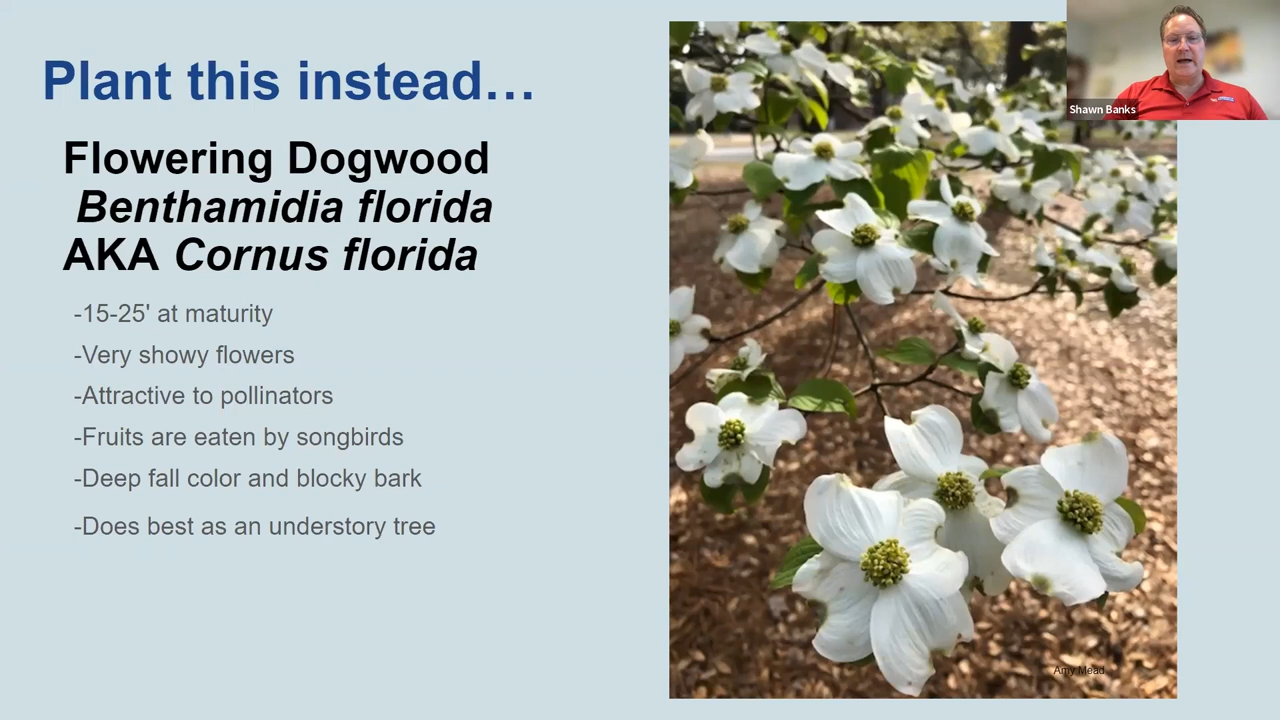 Plant this instead…
Flowering Dogwood
Benthamidia florida
AKA Cornus florida
-15-25' at maturity
-Very showy flowers
-Attractive to pollinators
-Fruits are eaten by songbirds
-Deep fall color and blocky bark
-Does best as an understory tree
Shawn Banks
Amy Mead